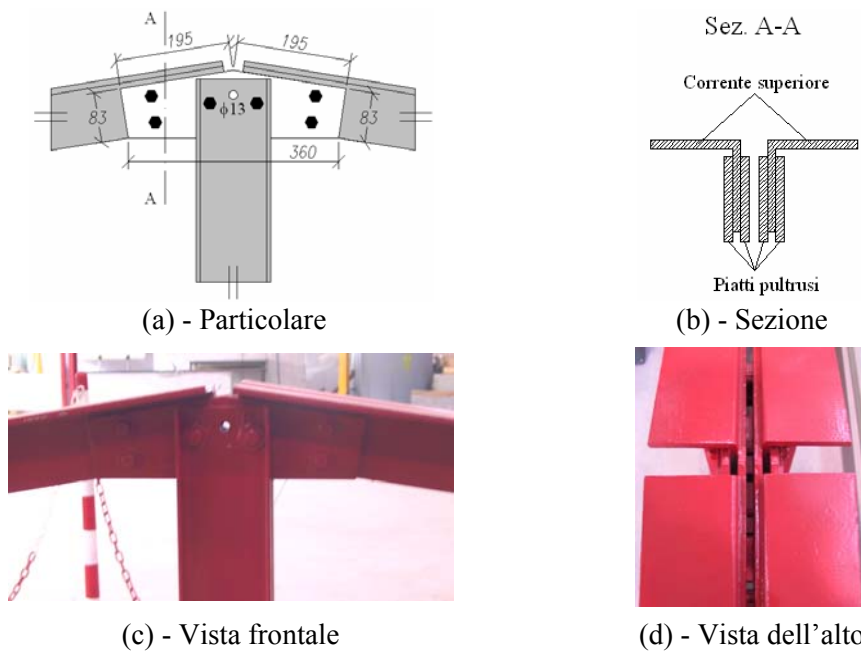 A
195
195
83
φ13
83
360
A
(a) - Particolare
Sez. A-A
Corrente superiore
Piatti pultrusi
(b) - Sezione
(c) - Vista frontale
(d) - Vista dell'alto